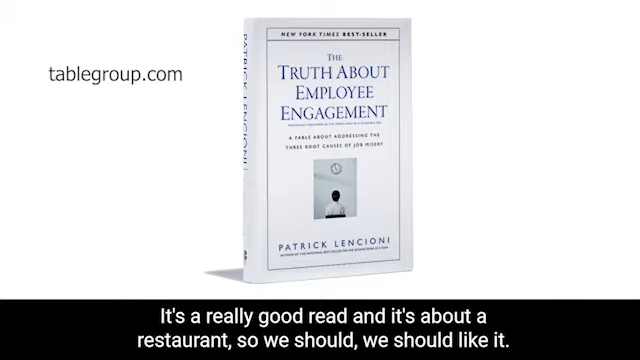 NEW YORK TIMES BEST-SELLER
THE
TRUTH ABOUT
EMPLOYEE
ENGAGEMENT
A FABLE ABOUT ADDRESSING THE
THREE ROOT CAUSES OF JOB MISERY
PATRICK LENCIONI
PATRICK LENCIONI
tablegroup.com
It's a really good read and it's about a
restaurant, so we should, we should like it.